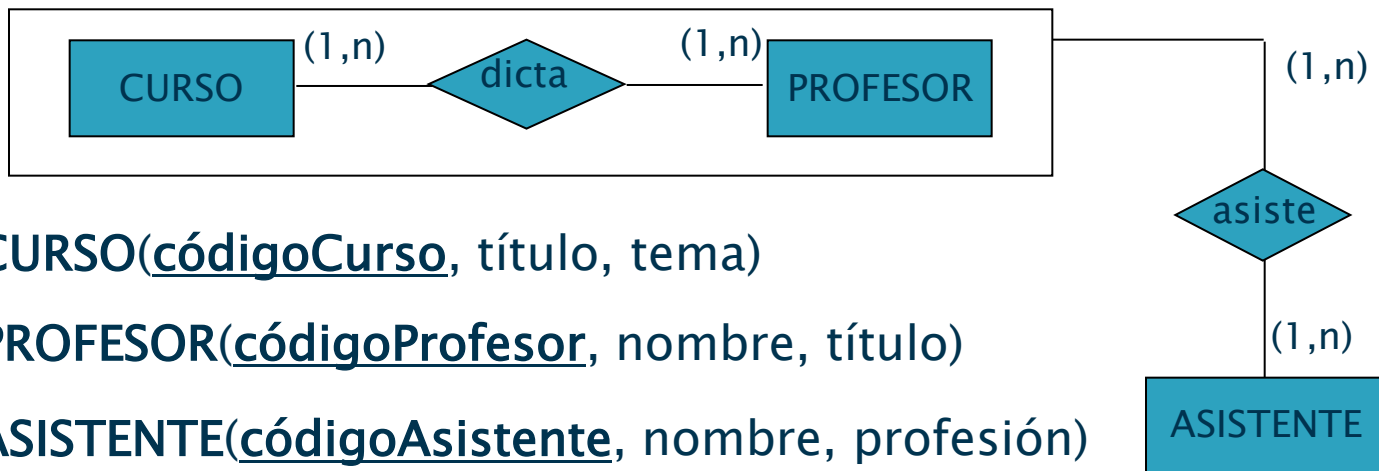 (1,n)
(1,n)
(1,n)
CURSO
dicta
PROFESOR
asiste
CURSO(códigoCurso, título, tema)
(1,n)
PROFESOR(códigoProfesor, nombre, título)
ASISTENTE
ASISTENTE(códigoAsistente, nombre, profesión)